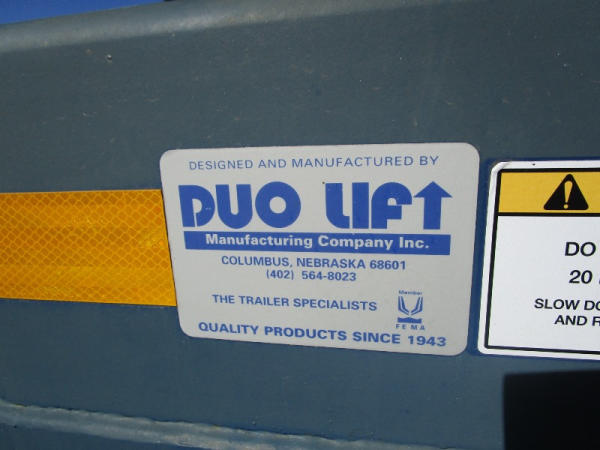 DESIGNED AND MANUFACTURED BY
DUO LIFT
Manufacturing Company Inc.
COLUMBUS, NEBRASKA 68601
(402) 564-8023
THE TRAILER SPECIALISTS
Member
FEMA
QUALITY PRODUCTS SINCE 1943
DO
20
SLOW DO
AND R